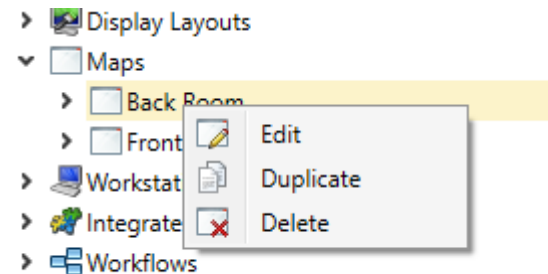 Display Layouts
Maps
Back Room
Front
Edit
Duplicate
Delete
Workstat
Integrate
Workflows